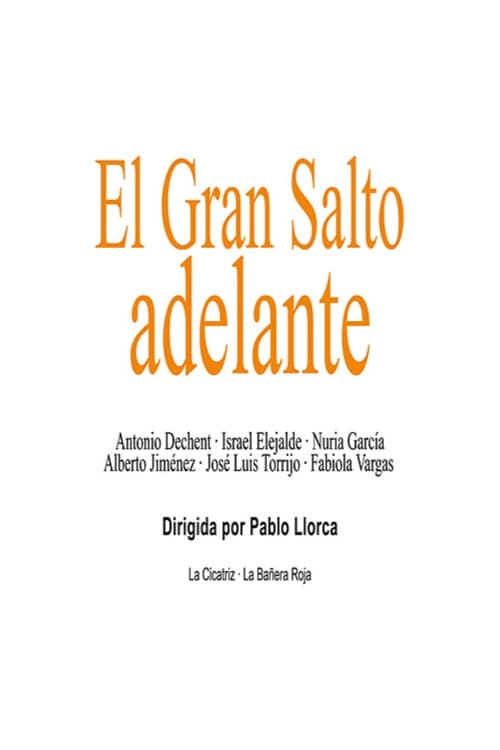 El Gran Salto
adelante
Antonio Dechent · Israel Elejalde · Nuria García
Alberto Jiménez · José Luis Torrijo · Fabiola Vargas
Dirigida por Pablo Llorca
La Cicatriz · La Bañera Roja